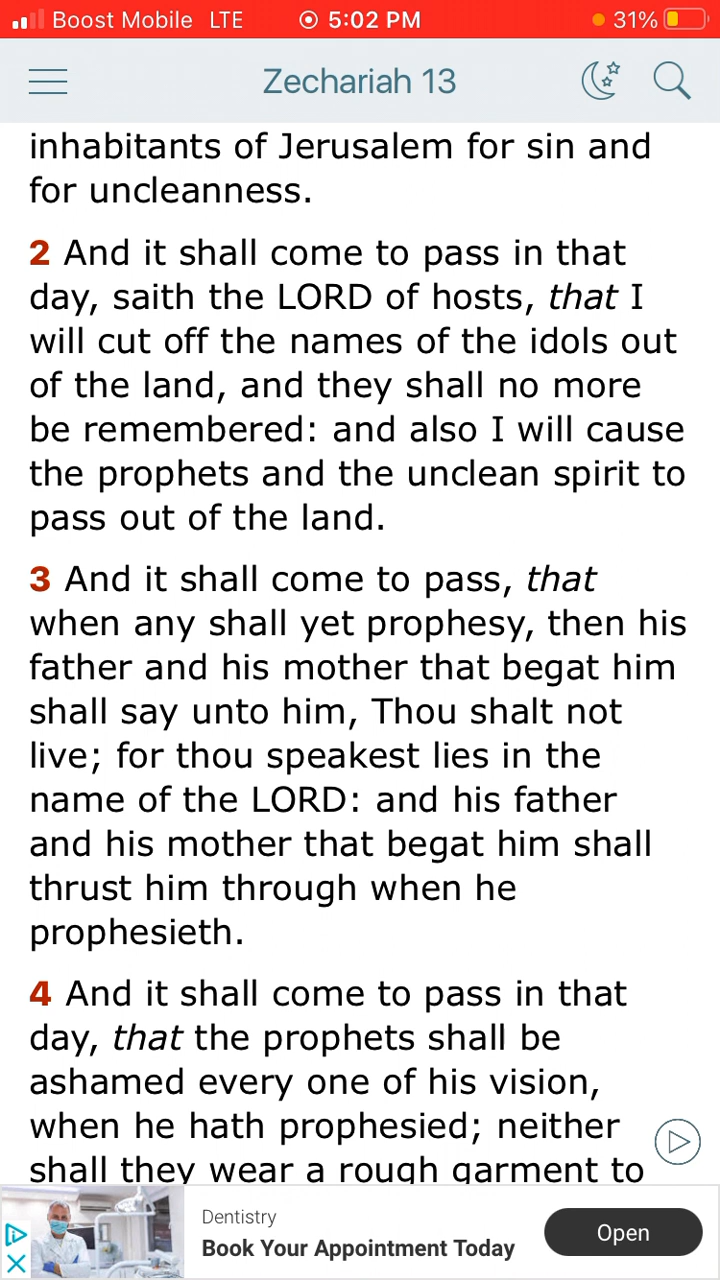 Boost Mobile LTE 5:02 PM 31%
Zechariah 13
inhabitants of Jerusalem for sin and
for uncleanness.
2 And it shall come to pass in that
day, saith the LORD of hosts, that I
will cut off the names of the idols out
of the land, and they shall no more
be remembered: and also I will cause
the prophets and the unclean spirit to
pass out of the land.
3 And it shall come to pass, that
when any shall yet prophesy, then his
father and his mother that begat him
shall say unto him, Thou shalt not
live; for thou speakest lies in the
name of the LORD: and his father
and his mother that begat him shall
thrust him through when he
prophesieth.
4 And it shall come to pass in that
day, that the prophets shall be
ashamed every one of his vision,
when he hath prophesied; neither
shall they wear a rough garment to
Dentistry
Book Your Appointment Today
Open